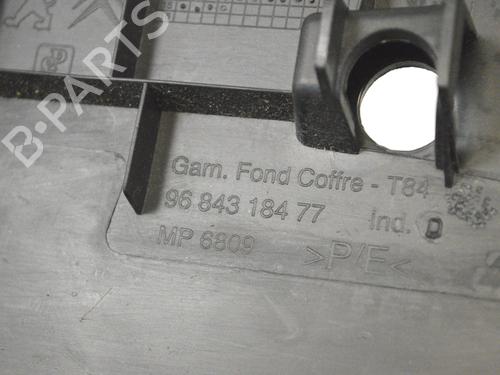 B-PARTS
Garn. Fond Coffre - T84
96 843 184 77 Ind. D
MP 6809 >P/E<